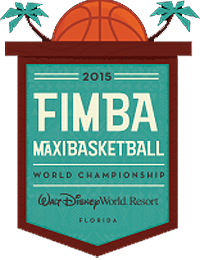 2015
FIMBA
MAXIBASKETBALL
WORLD CHAMPIONSHIP
Walt Disney World Resort
FLORIDA